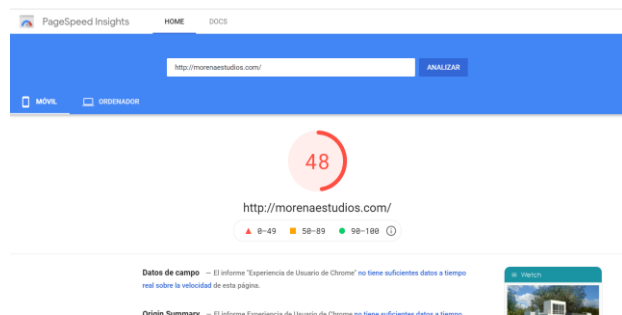 PageSpeed Insights HOME DOCS
http://morenaestudios.com/ ANALIZAR
MÓVIL ORDENADOR
48
http://morenaestudios.com/
0–49 50–89 90–100
Datos de campo — El informe "Experiencia de Usuario de Chrome" no tiene suficientes datos a tiempo
real sobre la velocidad de esta página.
Welch
Origin Summary — El informe Experiencia de Usuario de Chrome no tiene suficientes datos a tiempo